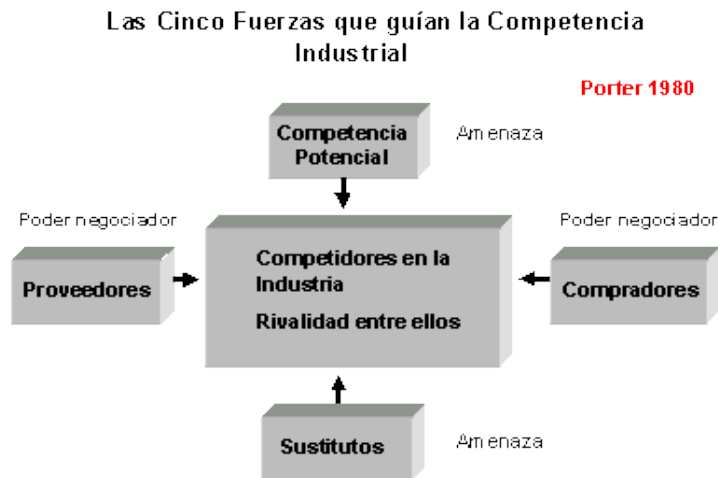 Las Cinco Fuerzas que guían la Competencia
Industrial
Porter 1980
Competencia
Potencial
Amenaza
Poder negociador
Poder negociador
Proveedores
Competidores en la
Industria
Rivalidad entre ellos
Compradores
Sustitutos
Amenaza